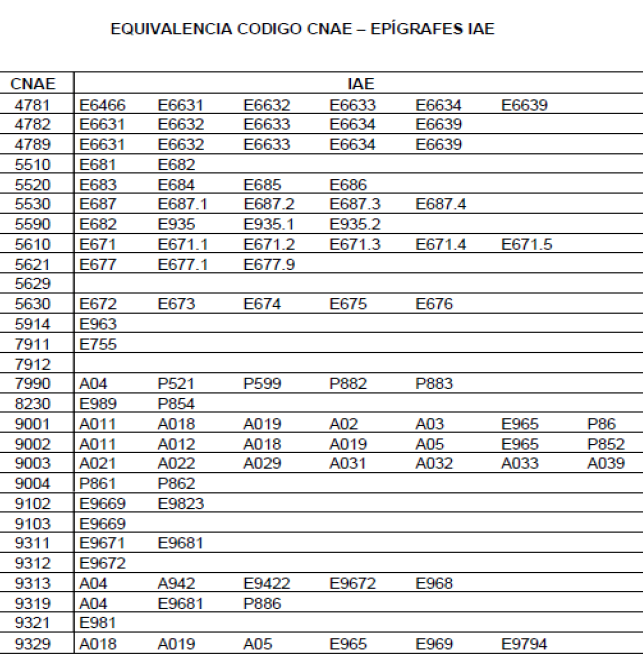 EQUIVALENCIA CODIGO CNAE – EPÍGRAFES IAE
CNAE IAE
4781 E6466 E6631 E6632 E6633 E6634 E6639
4782 E6631 E6632 E6633 E6634 E6639
4789 E6631 E6632 E6633 E6634 E6639
5510 E681 E682
5520 E683 E684 E685 E686
5530 E687 E687.1 E687.2 E687.3 E687.4
5590 E682 E935 E935.1 E935.2
5610 E671 E671.1 E671.2 E671.3 E671.4 E671.5
5621 E677 E677.1 E677.9
5629
5630 E672 E673 E674 E675 E676
5914 E963
7911 E755
7912
7990 A04 P521 P599 P882 P883
8230 E989 P854
9001 A011 A018 A019 A02 A03 E965 P86
9002 A011 A012 A018 A019 A05 E965 P852
9003 A021 A022 A029 A031 A032 A033 A039
9004 P861 P862
9102 E9669 E9823
9103 E9669
9311 E9671 E9681
9312 E9672
9313 A04 A942 E9422 E9672 E968
9319 A04 E9681 P886
9321 E981
9329 A018 A019 A05 E965 E969 E9794